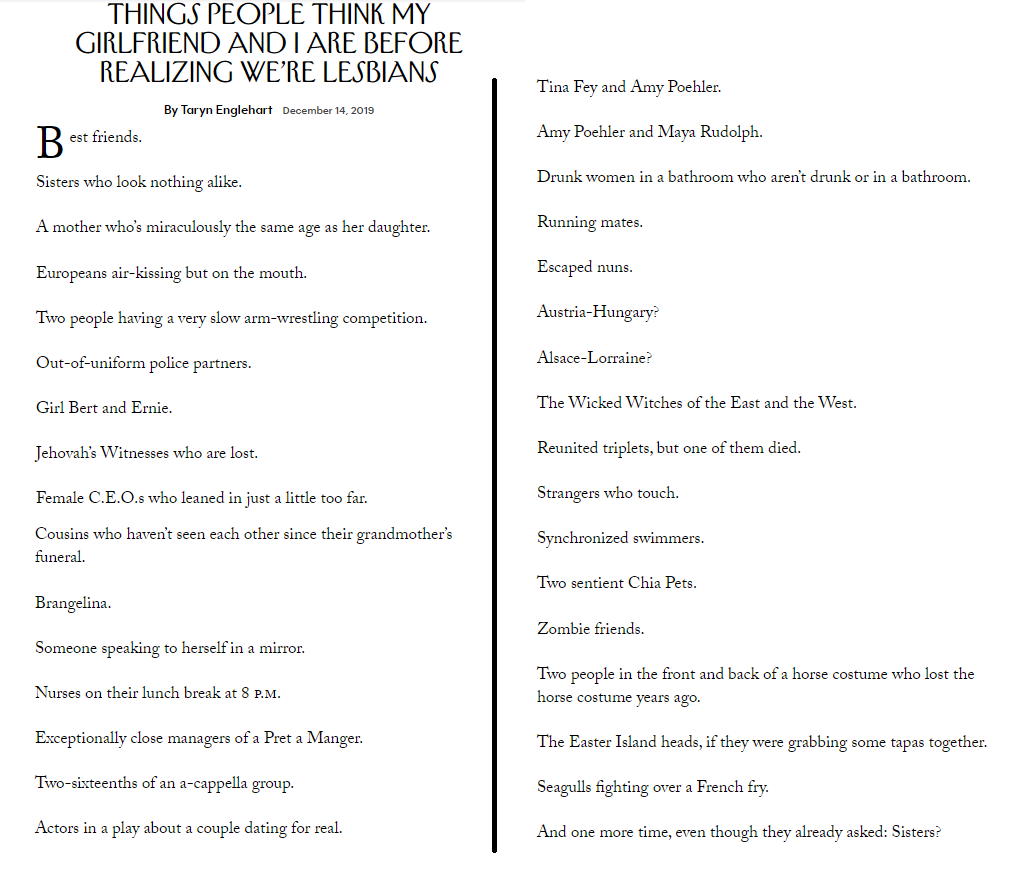 THINGS PEOPLE THINK MY
GIRLFRIEND AND I ARE BEFORE
REALIZING WE'RE LESBIANS
By Taryn Englehart December 14, 2019
Best friends.
Sisters who look nothing alike.
A mother who's miraculously the same age as her daughter.
Europeans air-kissing but on the mouth.
Two people having a very slow arm-wrestling competition.
Out-of-uniform police partners.
Girl Bert and Ernie.
Jehovah's Witnesses who are lost.
Female C.E.O.s who leaned in just a little too far.
Cousins who haven't seen each other since their grandmother's
funeral.
Brangelina.
Someone speaking to herself in a mirror.
Nurses on their lunch break at 8 P.M.
Exceptionally close managers of a Pret a Manger.
Two-sixteenths of an a-cappella group.
Actors in a play about a couple dating for real.
Tina Fey and Amy Poehler.
Amy Poehler and Maya Rudolph.
Drunk women in a bathroom who aren't drunk or in a bathroom.
Running mates.
Escaped nuns.
Austria-Hungary?
Alsace-Lorraine?
The Wicked Witches of the East and the West.
Reunited triplets, but one of them died.
Strangers who touch.
Synchronized swimmers.
Two sentient Chia Pets.
Zombie friends.
Two people in the front and back of a horse costume who lost the
horse costume years ago.
The Easter Island heads, if they were grabbing some tapas together.
Seagulls fighting over a French fry.
And one more time, even though they already asked: Sisters?